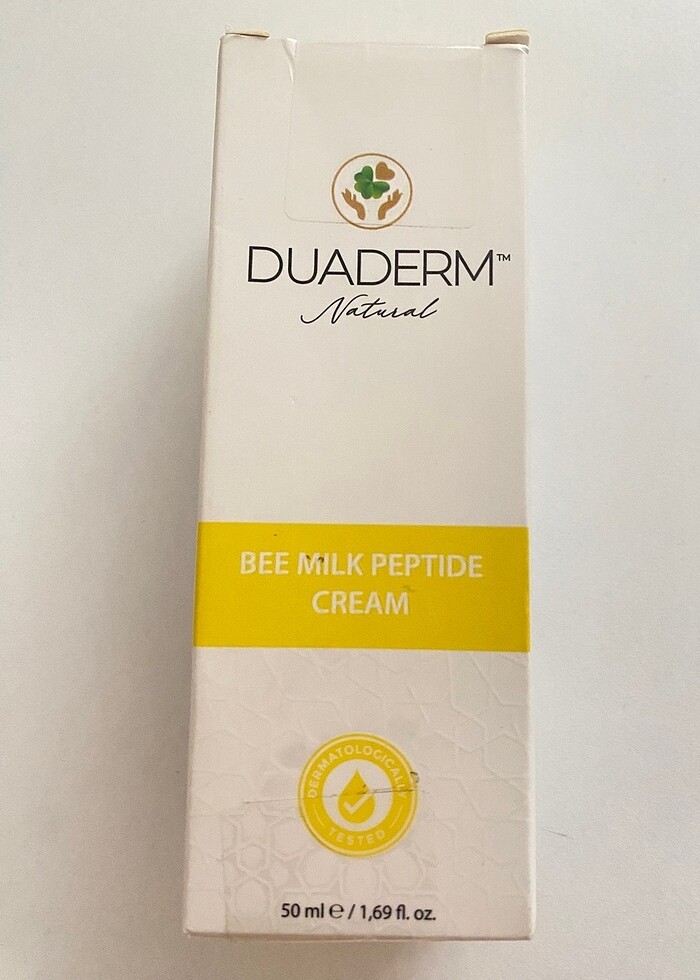 DUADERM™
Natural
BEE MILK PEPTIDE
CREAM
DERMATOLOGICALLY
TESTED
50 ml ℮ / 1,69 fl. oz.